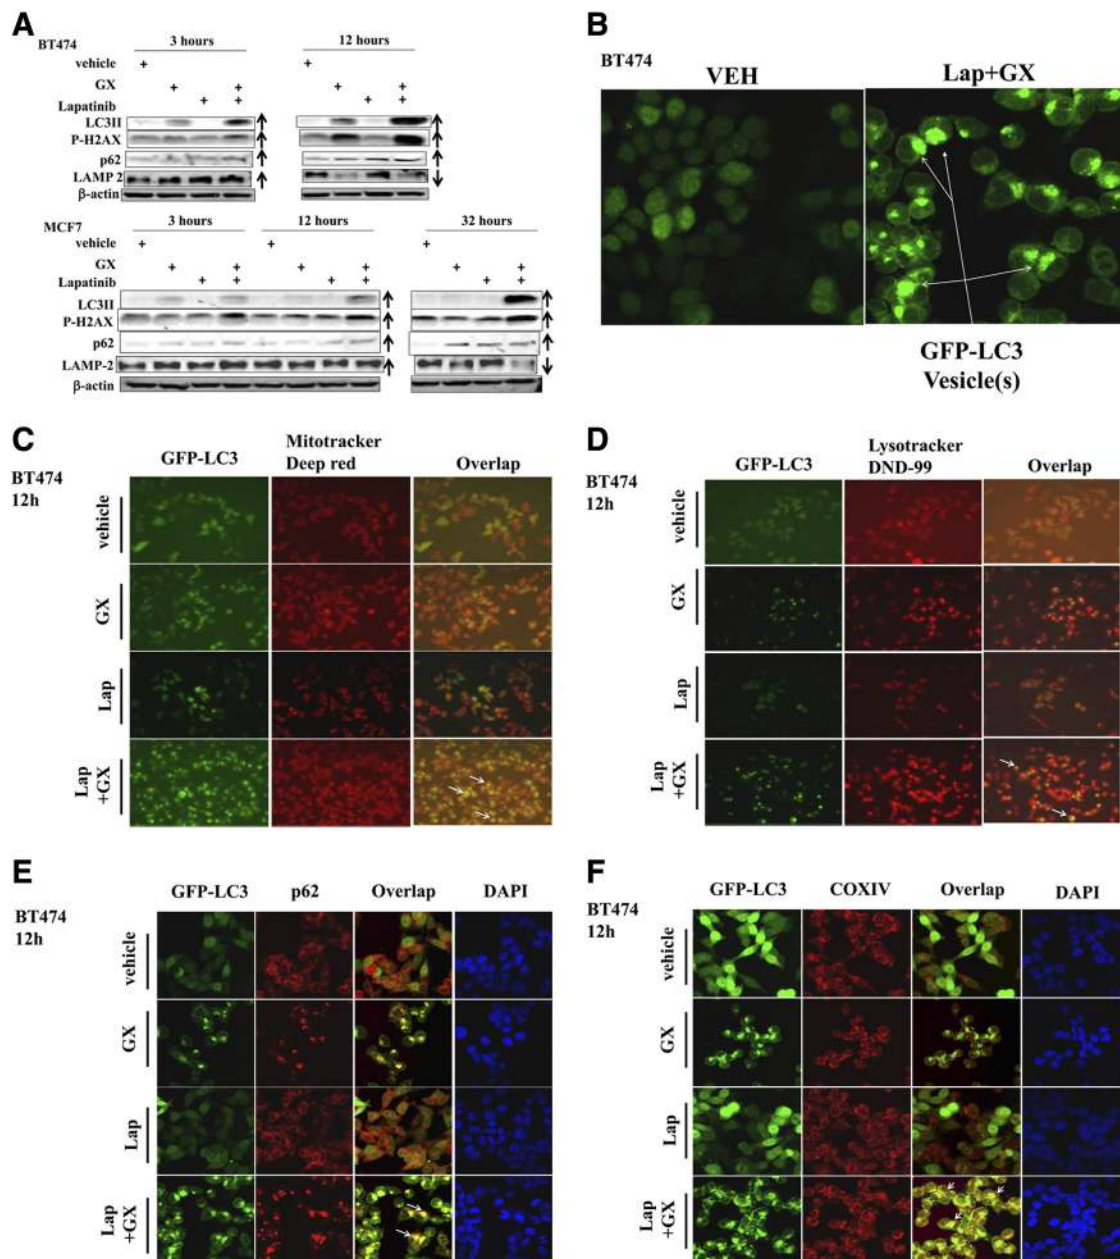 A
BT474
3 hours
12 hours
vehicle + +
GX + + + +
Lapatinib + + + +
LC3II
P-H2AX
p62
LAMP 2
β-actin
MCF7
3 hours
12 hours
32 hours
vehicle + + +
GX + + + + + +
Lapatinib + + + + + +
LC3II
P-H2AX
p62
LAMP-2
β-actin
B
BT474
VEH
Lap+GX
GFP-LC3
Vesicle(s)
C
BT474
12h
GFP-LC3
Mitotracker
Deep red
Overlap
vehicle
GX
Lap
Lap
+GX
D
BT474
12h
GFP-LC3
Lysotracker
DND-99
Overlap
vehicle
GX
Lap
Lap
+GX
E
BT474
12h
GFP-LC3
p62
Overlap
DAPI
vehicle
GX
Lap
Lap
+GX
F
BT474
12h
GFP-LC3
COXIV
Overlap
DAPI
vehicle
GX
Lap
Lap
+GX